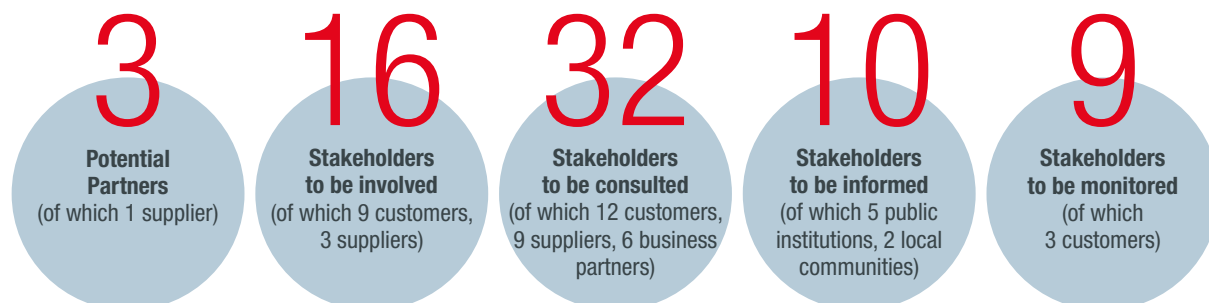 3
Potential
Partners
(of which 1 supplier)
16
Stakeholders
to be involved
(of which 9 customers,
3 suppliers)
32
Stakeholders
to be consulted
(of which 12 customers,
9 suppliers, 6 business
partners)
10
Stakeholders
to be informed
(of which 5 public
institutions, 2 local
communities)
9
Stakeholders
to be monitored
(of which
3 customers)